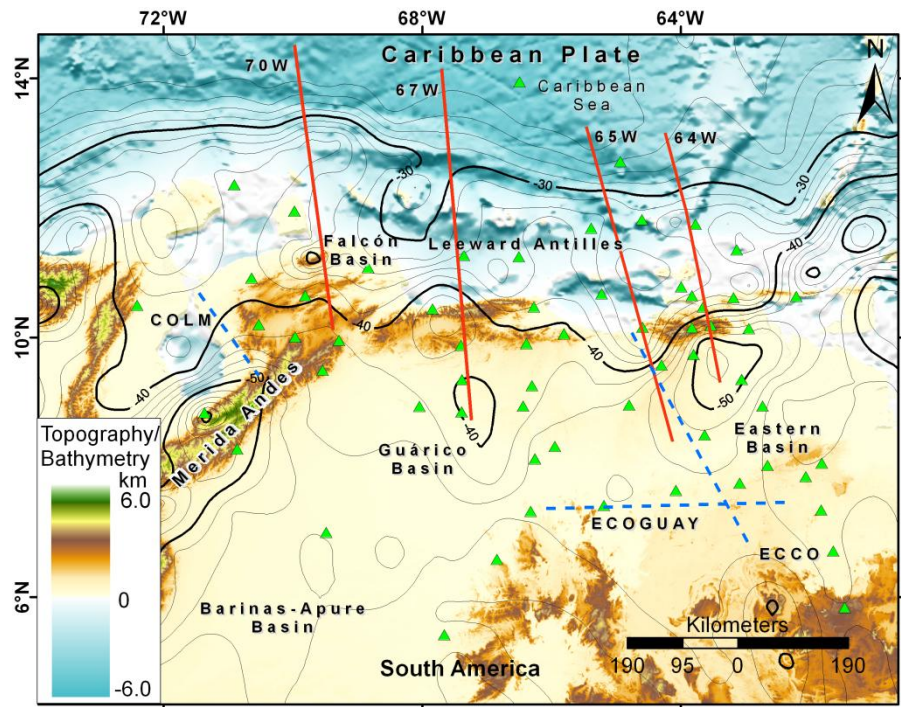 72°W
68°W
64°W
N
14°N
10°N
6°N
Caribbean Plate
Caribbean
Sea
70W
67W
65W
64W
-30
-30
-30
-40
Falcón
Basin
Leeward Antilles
COLM
-40
-40
-40
-50
-50
-40
Merida Andes
Guárico
Basin
Eastern
Basin
ECOGUAY
ECCO
Barinas-Apure
Basin
South America
Topography/
Bathymetry
km
6.0
0
-6.0
Kilometers
190 95 0 190